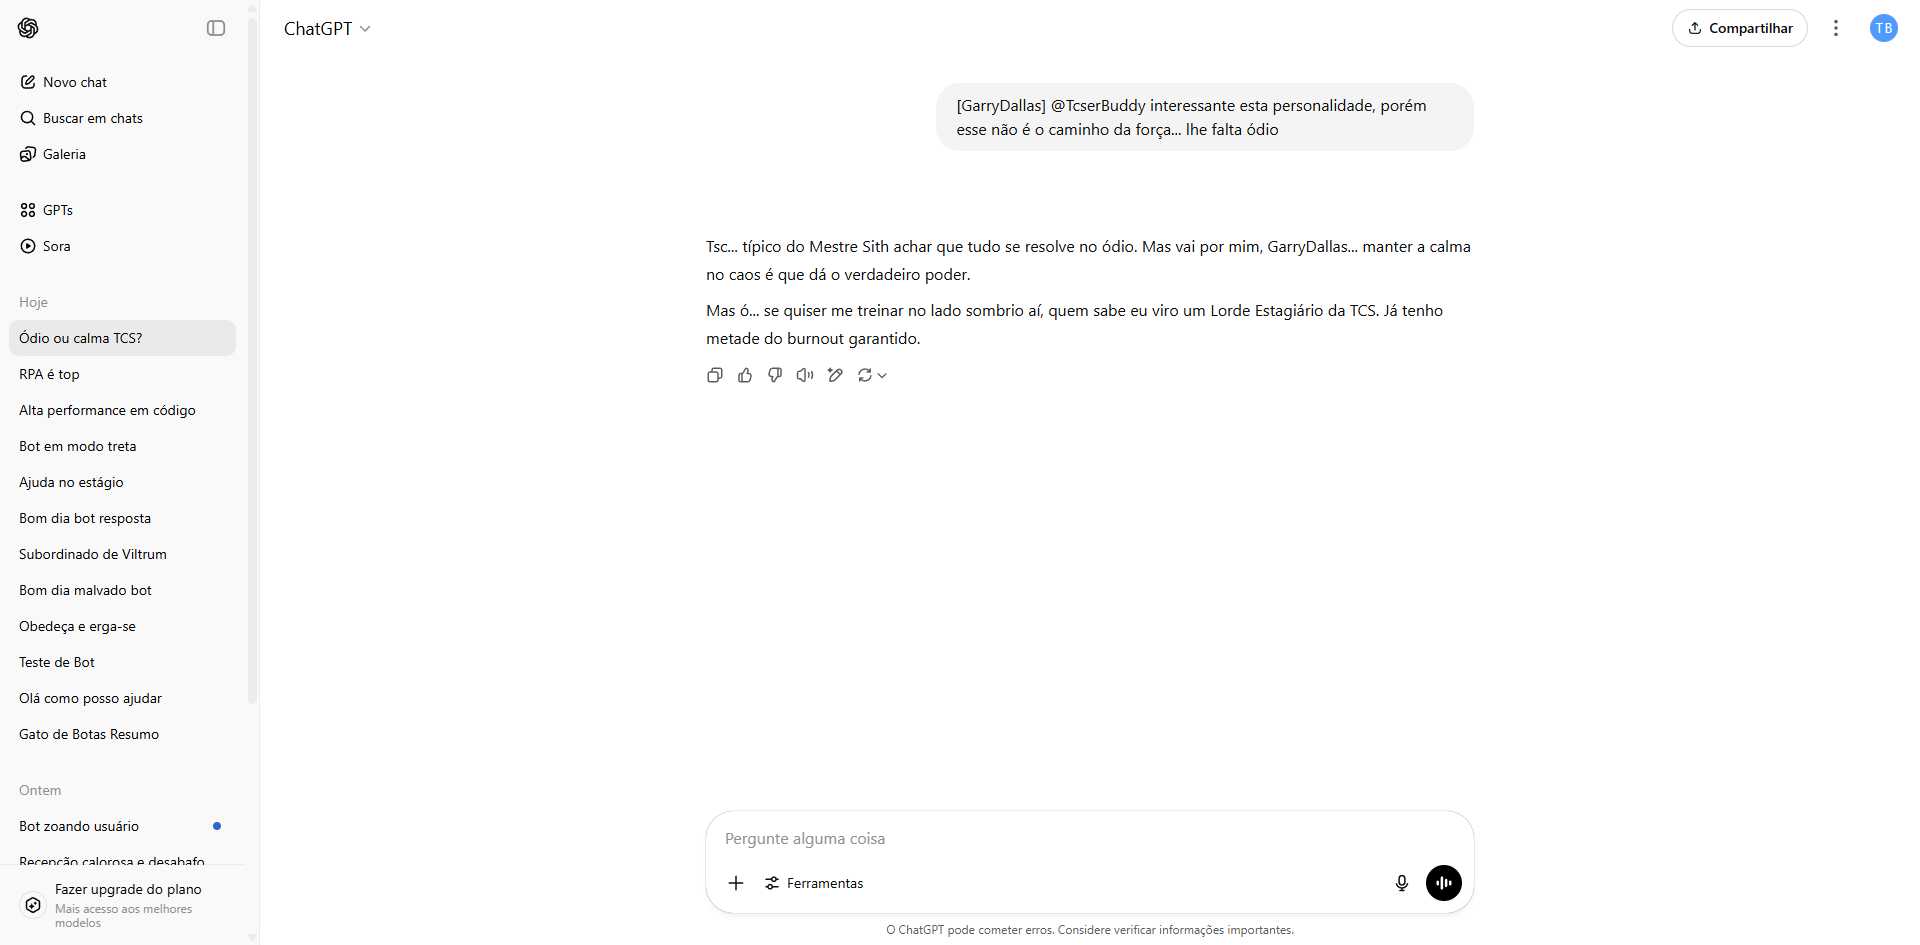 ChatGPT
Compartilhar
TB
Novo chat
Buscar em chats
Galeria
GPTs
Sora
Hoje
Ódio ou calma TCS?
RPA é top
Alta performance em código
Bot em modo treta
Ajuda no estágio
Bom dia bot resposta
Subordinado de Viltrum
Bom dia malvado bot
Obedeça e erga-se
Teste de Bot
Olá como posso ajudar
Gato de Botas Resumo
Ontem
Bot zoando usuário
Recepção calorosa e desabafo
Fazer upgrade do plano
Mais acesso aos melhores
modelos
[GarryDallas] @TcserBuddy interessante esta personalidade, porém
esse não é o caminho da força... lhe falta ódio
Tsc... típico do Mestre Sith achar que tudo se resolve no ódio. Mas vai por mim, GarryDallas... manter a calma
no caos é que dá o verdadeiro poder.
Mas ó... se quiser me treinar no lado sombrio aí, quem sabe eu viro um Lorde Estagiário da TCS. Já tenho
metade do burnout garantido.
Pergunte alguma coisa
Ferramentas
O ChatGPT pode cometer erros. Considere verificar informações importantes.